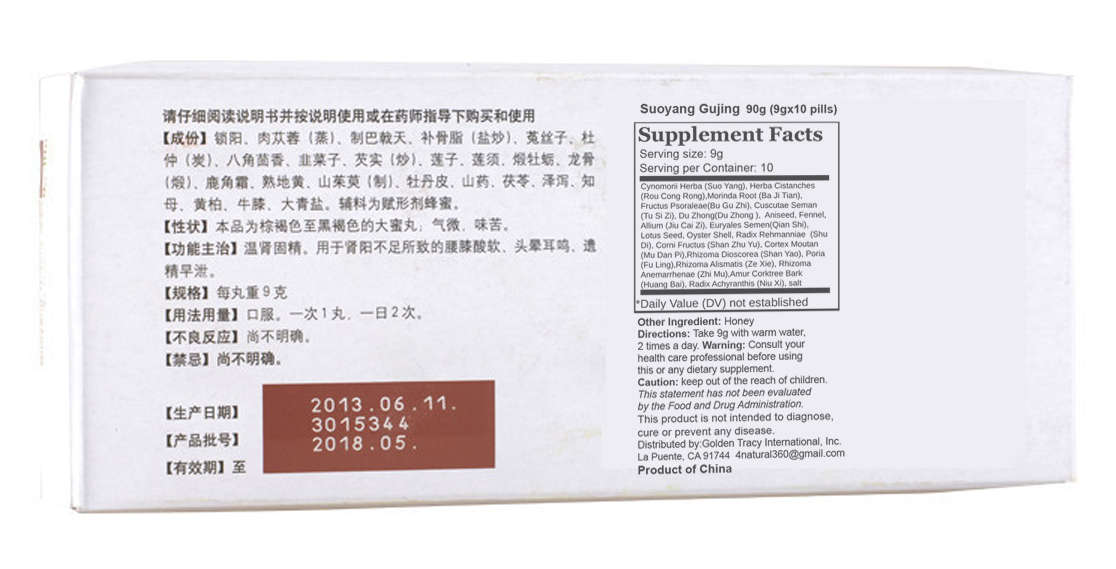 请仔细阅读说明书并按说明使用或在药师指导下购买和使用
【成份】锁阳、肉苁蓉（蒸）、制巴戟天、补骨脂（盐炒）、菟丝子、杜
仲（炭）、八角茴香、韭菜子、芡实（炒）、莲子、莲须、煅牡蛎、龙骨
（煅）、鹿角霜、熟地黄、山茱萸（制）、牡丹皮、山药、茯苓、泽泻、知
母、黄柏、牛膝、大青盐。辅料为赋形剂蜂蜜。
【性状】本品为棕褐色至黑褐色的大蜜丸；气微，味苦。
【功能主治】温肾固精。用于肾阳不足所致的腰膝酸软、头晕耳鸣、遗
精早泄。
【规格】每丸重9克
【用法用量】口服。一次1丸，一日2次。
【不良反应】尚不明确。
【禁忌】尚不明确。
【生产日期】 2013.06.11.
【产品批号】 3015344
【有效期】至 2018.05.
Suoyang Gujing 90g (9gx10 pills)
Supplement Facts
Serving size: 9g
Serving per Container: 10
Cynomorii Herba (Suo Yang), Herba Cistanches
(Rou Cong Rong),Morinda Root (Ba Ji Tian),
Fructus Psoraleae(Bu Gu Zhi), Cuscutae Seman
(Tu Si Zi), Du Zhong(Du Zhong ), Aniseed, Fennel,
Allium (Jiu Cai Zi), Euryales Semen(Qian Shi),
Lotus Seed, Oyster Shell, Radix Rehmanniae (Shu
Di), Corni Fructus (Shan Zhu Yu), Cortex Moutan
(Mu Dan Pi),Rhizoma Dioscorea (Shan Yao), Poria
(Fu Ling),Rhizoma Alismatis (Ze Xie), Rhizoma
Anemarrhenae (Zhi Mu),Amur Corktree Bark
(Huang Bai), Radix Achyranthis (Niu Xi), salt
*Daily Value (DV) not established
Other Ingredient: Honey
Directions: Take 9g with warm water,
2 times a day. Warning: Consult your
health care professional before using
this or any dietary supplement.
Caution: keep out of the reach of children.
This statement has not been evaluated
by the Food and Drug Administration.
This product is not intended to diagnose,
cure or prevent any disease.
Distributed by:Golden Tracy International, Inc.
La Puente, CA 91744 4natural360@gmail.com
Product of China